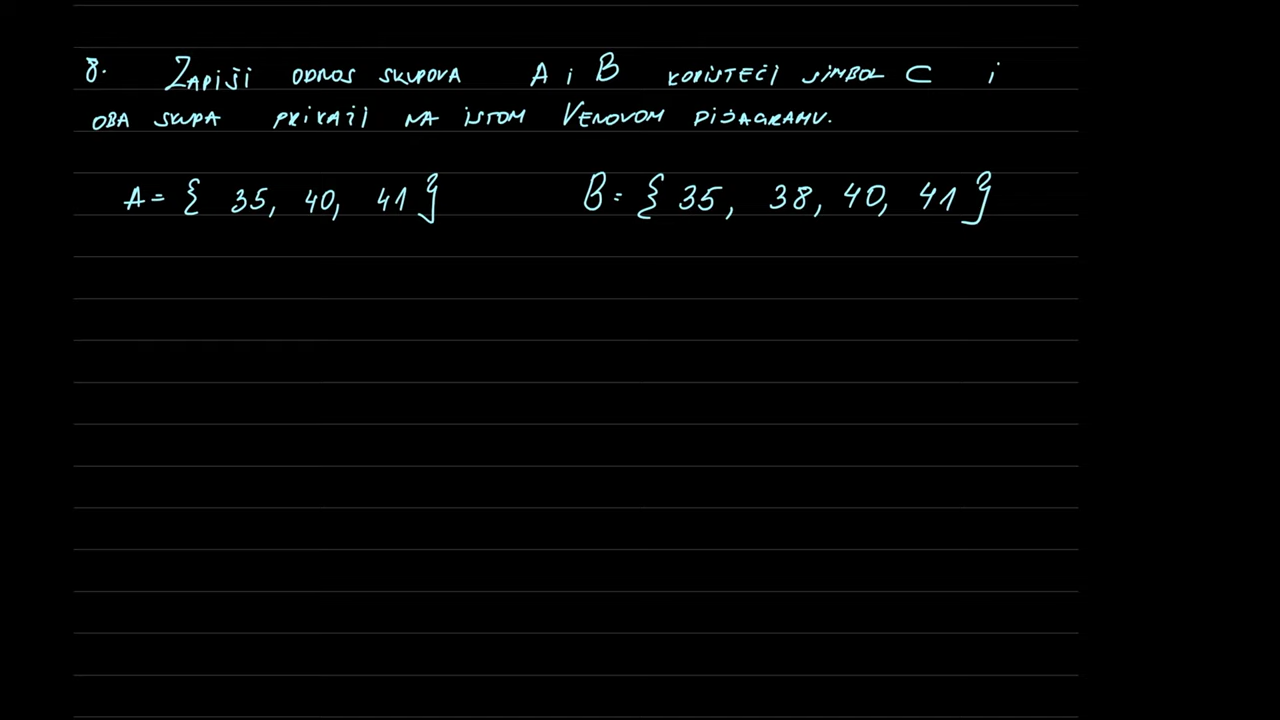 8. ZAPIŠI ODNOS SKUPOVA A i B KORISTEĆI SIMBOL ⊂ i
OBA SKUPA PRIKAŽI NA ISTOM VENOVOM DIJAGRAMU.
A = { 35, 40, 41 } B = { 35, 38, 40, 41 }